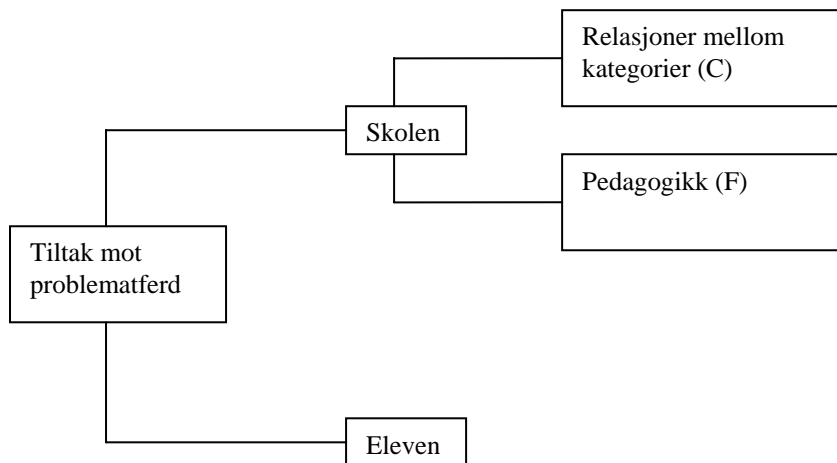 Relasjoner mellom
kategorier (C)
Skolen
Pedagogikk (F)
Tiltak mot
problematferd
Eleven